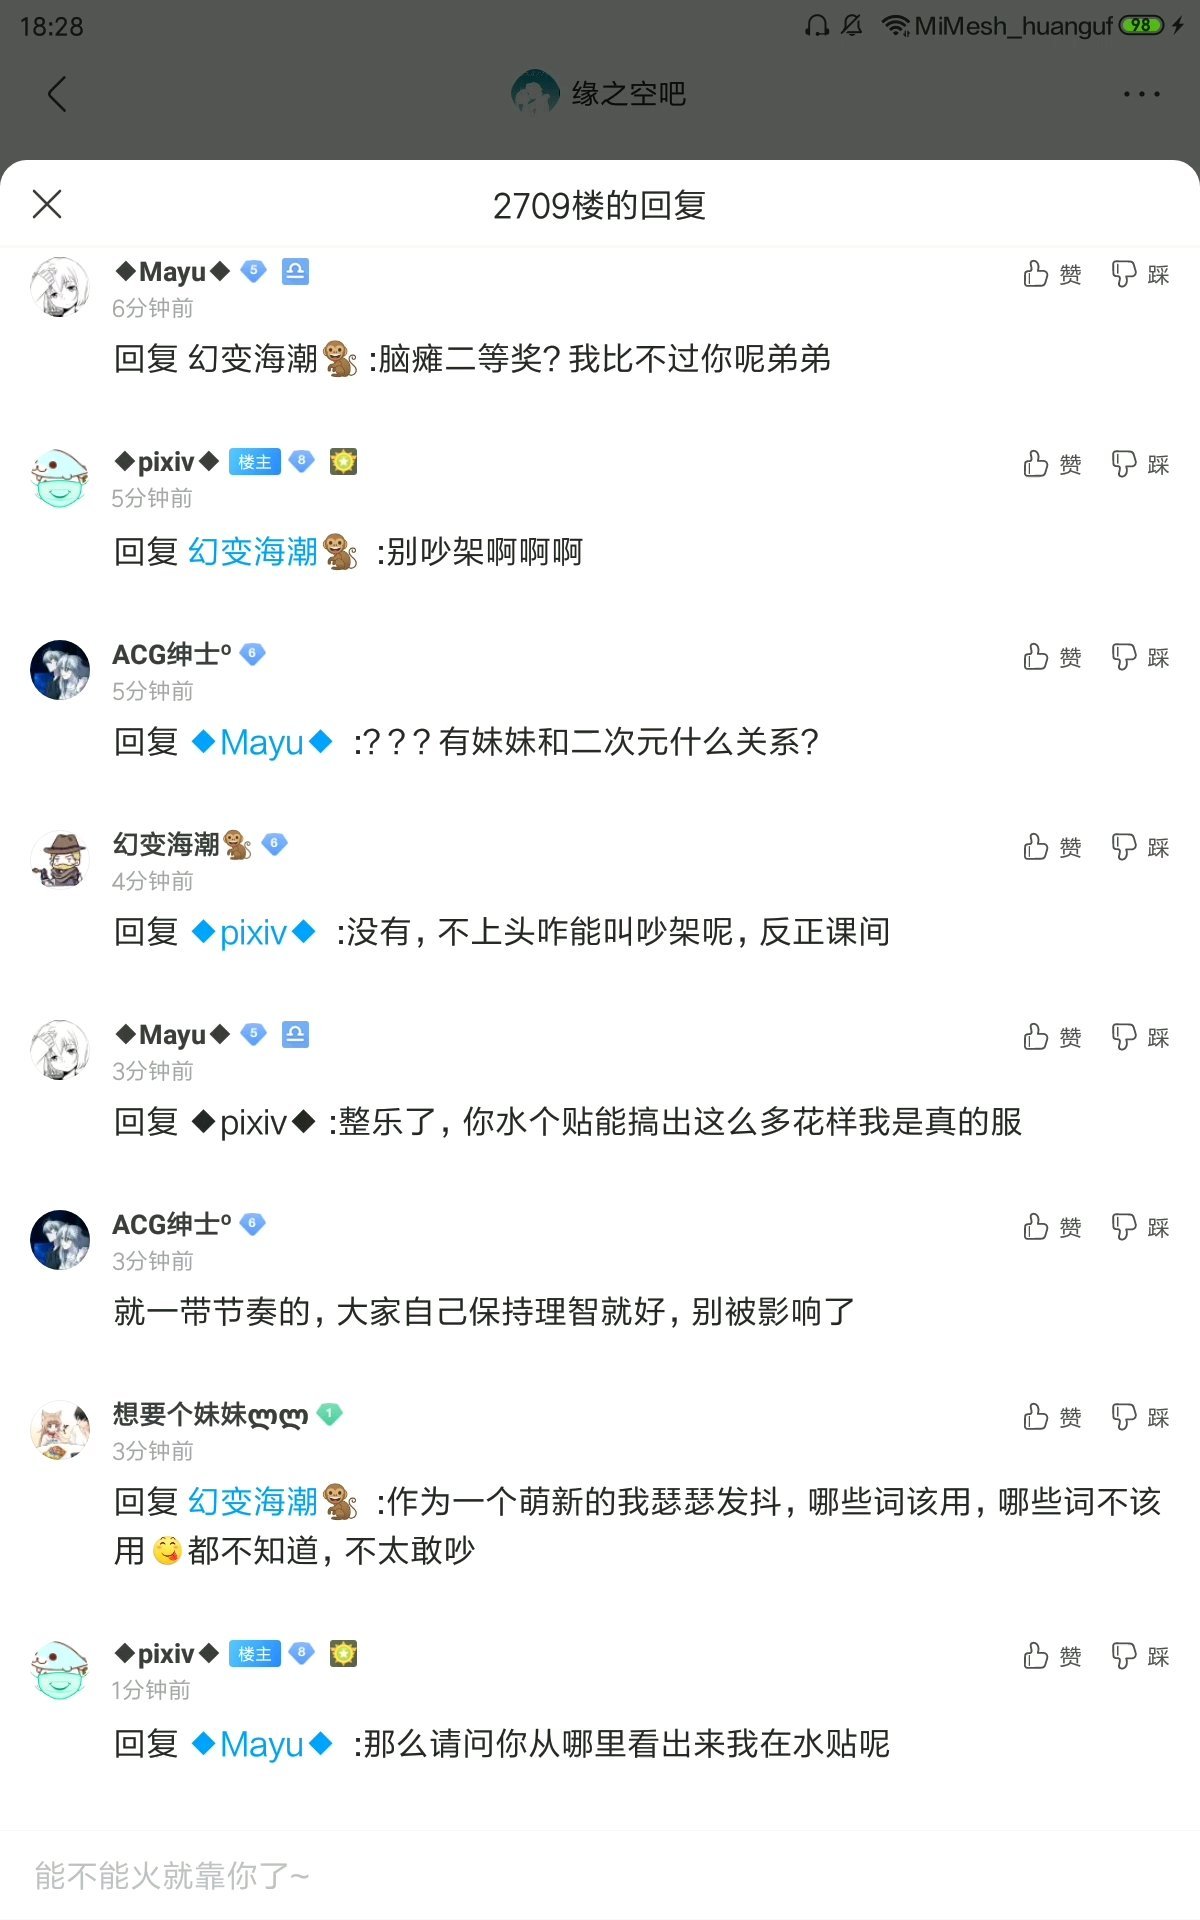 18:28 MiMesh_huanguf 98
缘之空吧
2709楼的回复
◆Mayu◆ 5 赞 踩
6分钟前
回复 幻变海潮🐒 :脑瘫二等奖?我比不过你呢弟弟
◆pixiv◆ 楼主 8 赞 踩
5分钟前
回复 幻变海潮🐒 :别吵架啊啊啊
ACG绅士º 6 赞 踩
5分钟前
回复 ◆Mayu◆ :???有妹妹和二次元什么关系?
幻变海潮🐒 6 赞 踩
4分钟前
回复 ◆pixiv◆ :没有,不上头咋能叫吵架呢,反正课间
◆Mayu◆ 5 赞 踩
3分钟前
回复 ◆pixiv◆ :整乐了,你水个贴能搞出这么多花样我是真的服
ACG绅士º 6 赞 踩
3分钟前
就一带节奏的,大家自己保持理智就好,别被影响了
想要个妹妹ლლ 1 赞 踩
3分钟前
回复 幻变海潮🐒 :作为一个萌新的我瑟瑟发抖,哪些词该用,哪些词不该
用😋都不知道,不太敢吵
◆pixiv◆ 楼主 8 赞 踩
1分钟前
回复 ◆Mayu◆ :那么请问你从哪里看出来我在水贴呢
能不能火就靠你了~